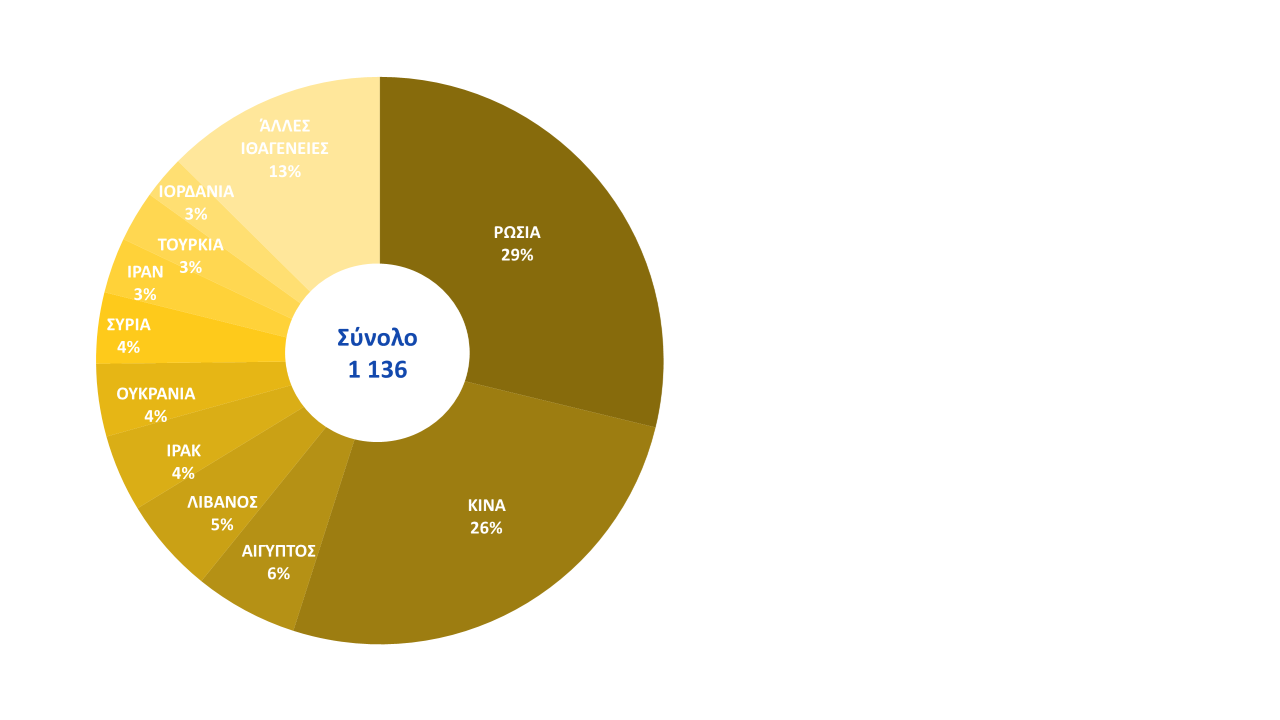 ΆΛΛΕΣ
ΙΘΑΓΕΝΕΙΕΣ
13%
ΙΟΡΔΑΝΙΑ
3%
ΤΟΥΡΚΙΑ
3%
ΙΡΑΝ
3%
ΣΥΡΙΑ
4%
ΟΥΚΡΑΝΙΑ
4%
ΙΡΑΚ
4%
ΛΙΒΑΝΟΣ
5%
ΑΙΓΥΠΤΟΣ
6%
ΚΙΝΑ
26%
ΡΩΣΙΑ
29%
Σύνολο
1 136